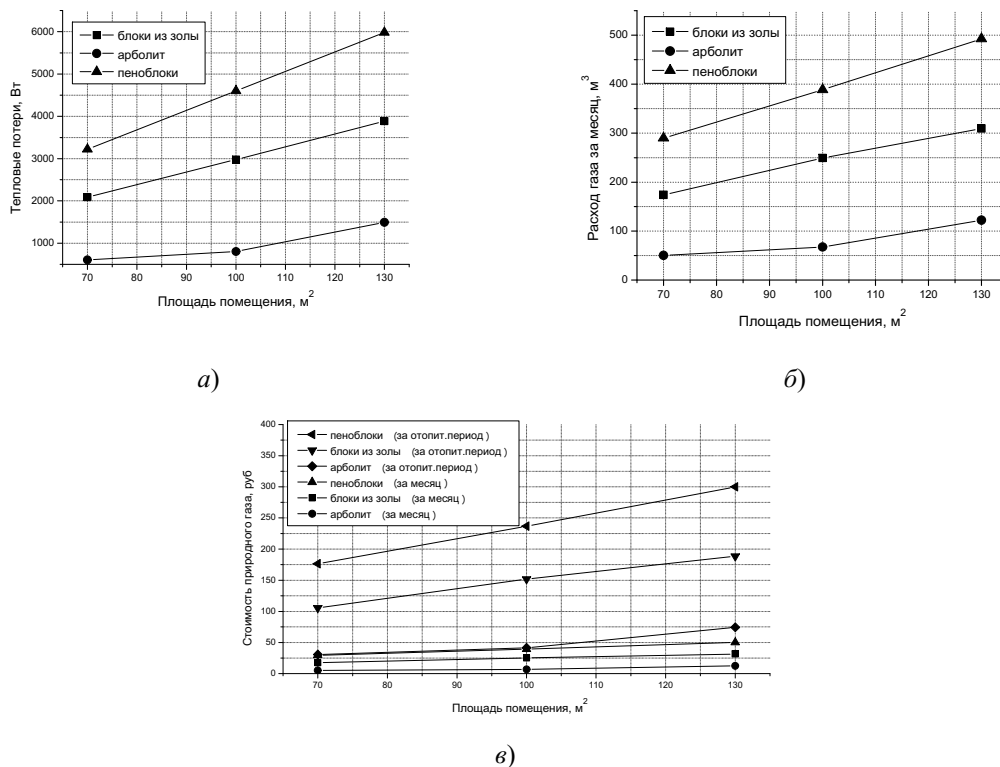 6000
5000
4000
3000
2000
1000
Тепловые потери, Вт
блоки из золы
арболит
пеноблоки
70 80 90 100 110 120 130
Площадь помещения, м²
а)
500
400
300
200
100
0
Расход газа за месяц, м³
блоки из золы
арболит
пеноблоки
70 80 90 100 110 120 130
Площадь помещения, м²
б)
400
350
300
250
200
150
100
50
0
Стоимость природного газа, руб
пеноблоки (за отопит.период )
блоки из золы (за отопит.период )
арболит (за отопит.период )
пеноблоки (за месяц )
блоки из золы (за месяц )
арболит (за месяц )
70 80 90 100 110 120 130
Площадь помещения, м²
в)